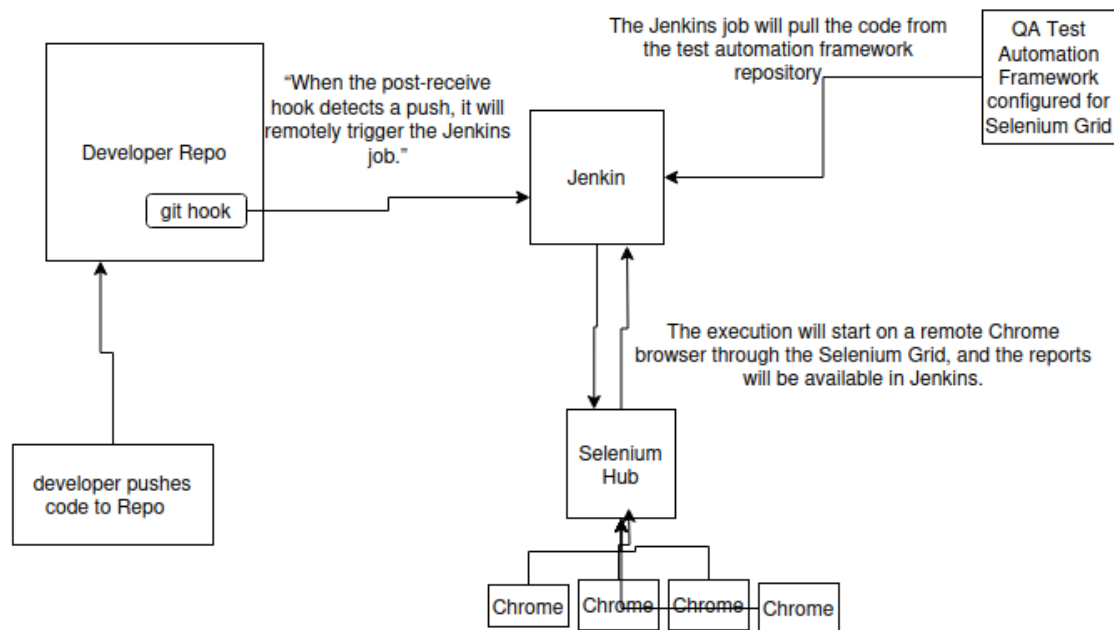 The Jenkins job will pull the code from
the test automation framework
repository
QA Test
Automation
Framework
configured for
Selenium Grid
“When the post-receive
hook detects a push, it will
remotely trigger the Jenkins
job.”
Developer Repo
git hook
Jenkin
The execution will start on a remote Chrome
browser through the Selenium Grid, and the reports
will be available in Jenkins.
Selenium
Hub
developer pushes
code to Repo
Chrome
Chrome
Chrome
Chrome